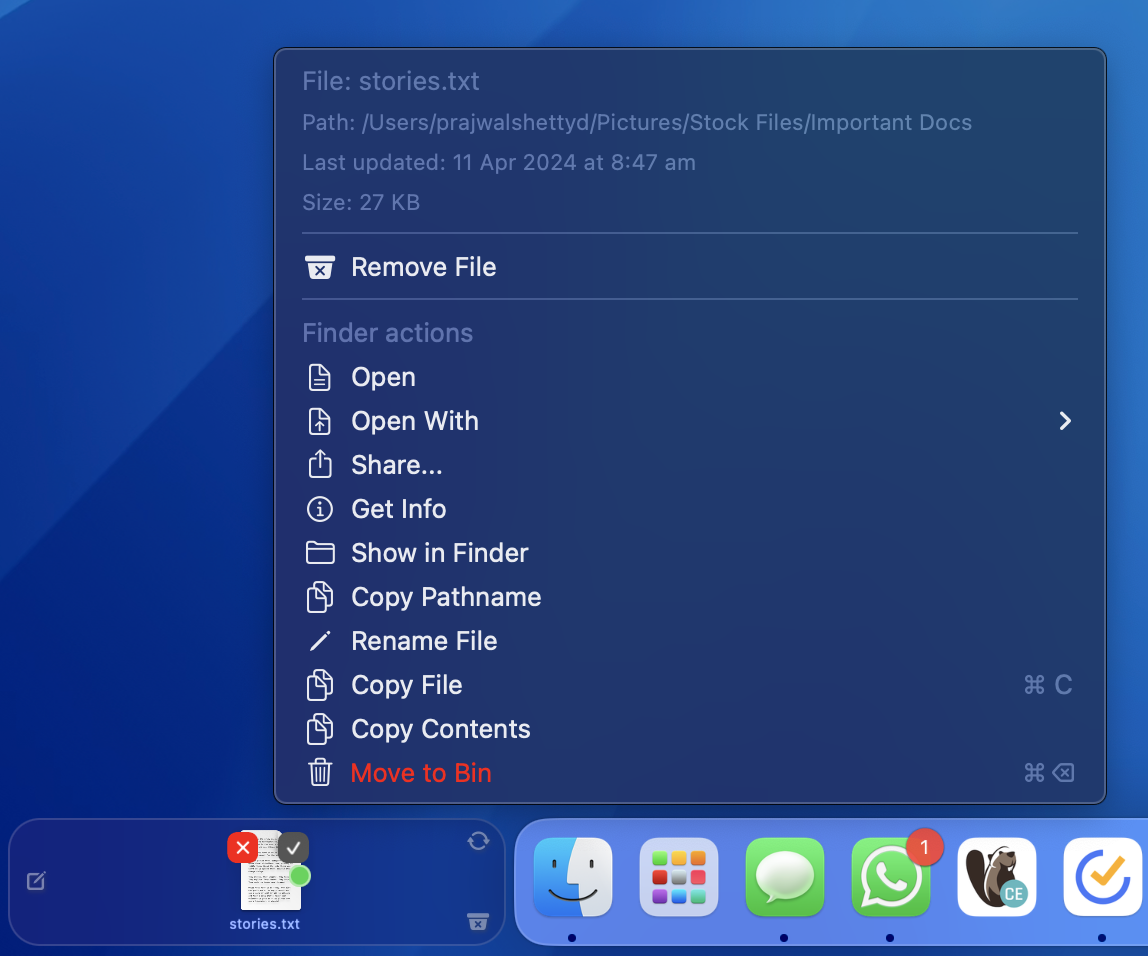 File: stories.txt
Path: /Users/prajwalshettyd/Pictures/Stock Files/Important Docs
Last updated: 11 Apr 2024 at 8:47 am
Size: 27 KB
Remove File
Finder actions
Open
Open With
Share...
Get Info
Show in Finder
Copy Pathname
Rename File
Copy File ⌘ C
Copy Contents
Move to Bin ⌘ ⌫
stories.txt
1
CE